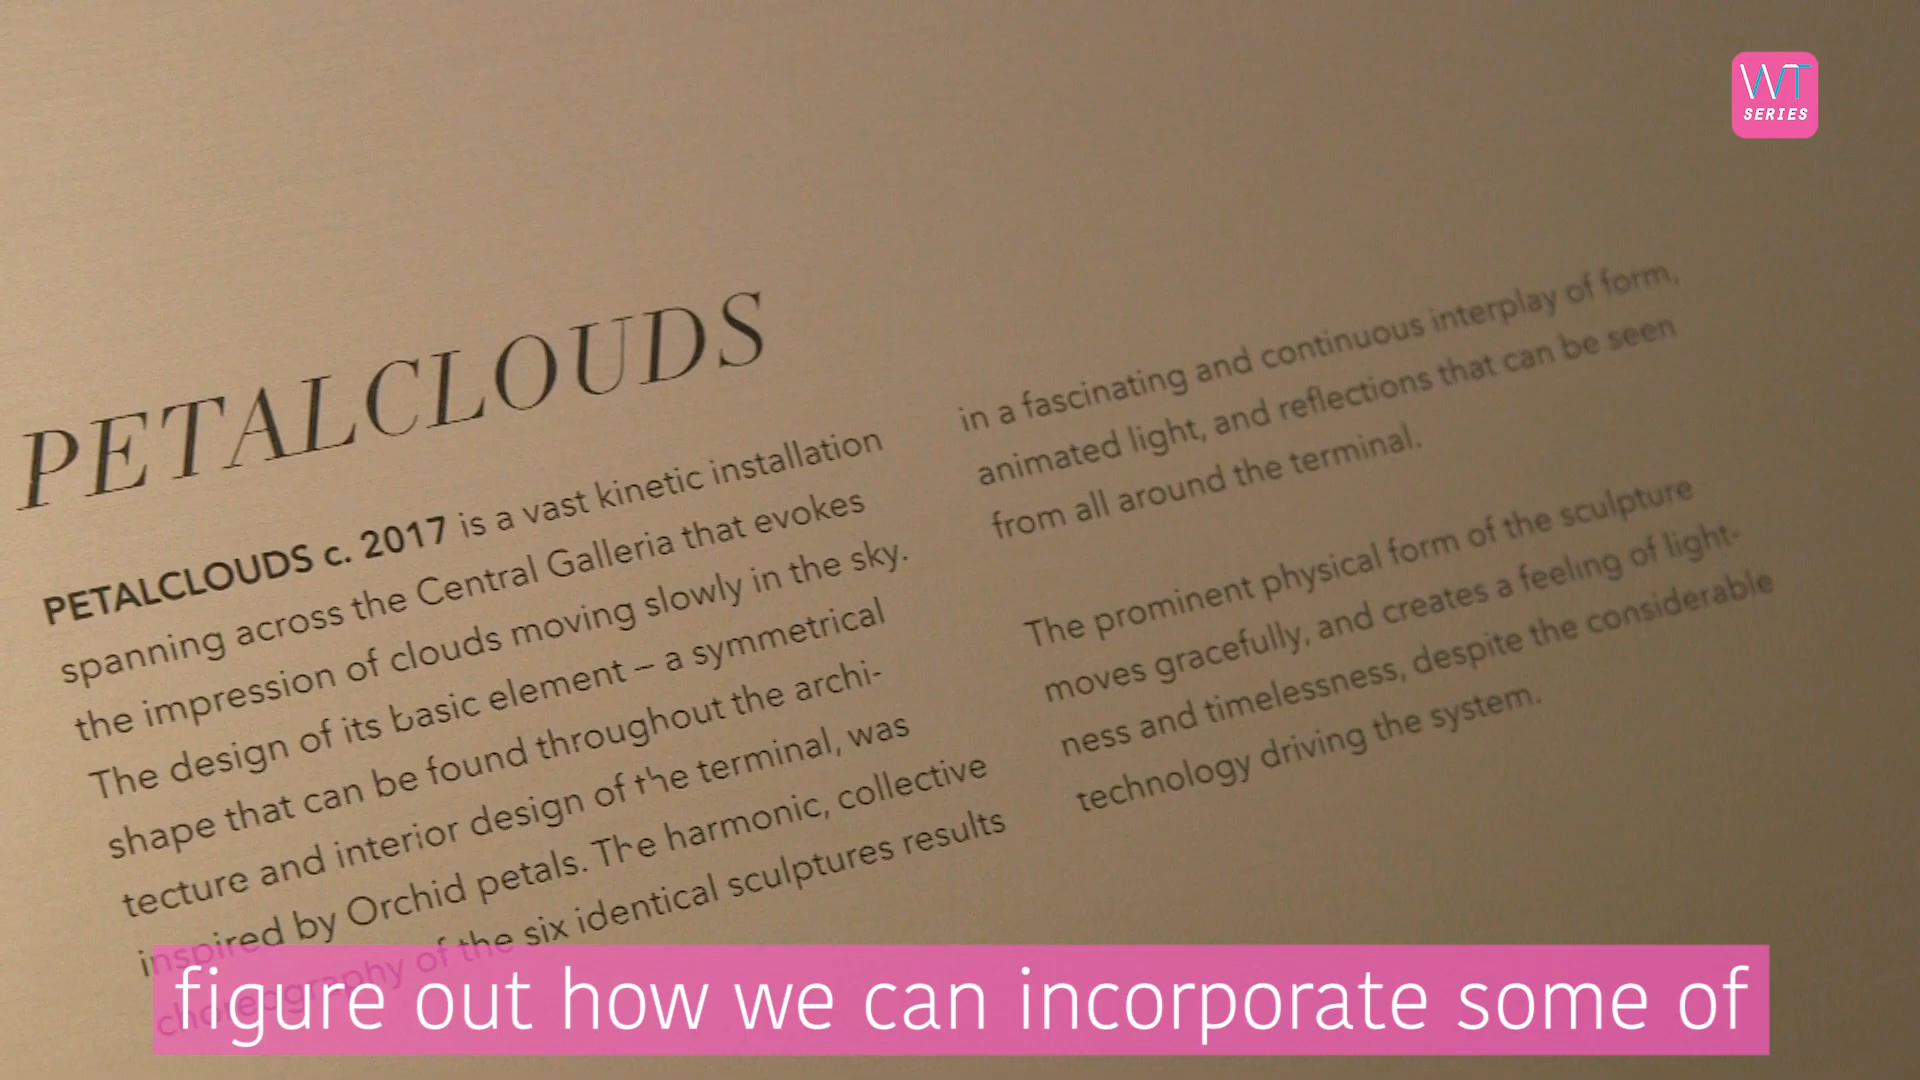 WT
SERIES
PETALCLOUDS
PETALCLOUDS c. 2017 is a vast kinetic installation
spanning across the Central Galleria that evokes
the impression of clouds moving slowly in the sky.
The design of its basic element – a symmetrical
shape that can be found throughout the archi-
tecture and interior design of the terminal, was
inspired by Orchid petals. The harmonic, collective
choreography of the six identical sculptures results
in a fascinating and continuous interplay of form,
animated light, and reflections that can be seen
from all around the terminal.
The prominent physical form of the sculpture
moves gracefully, and creates a feeling of light-
ness and timelessness, despite the considerable
technology driving the system.
figure out how we can incorporate some of